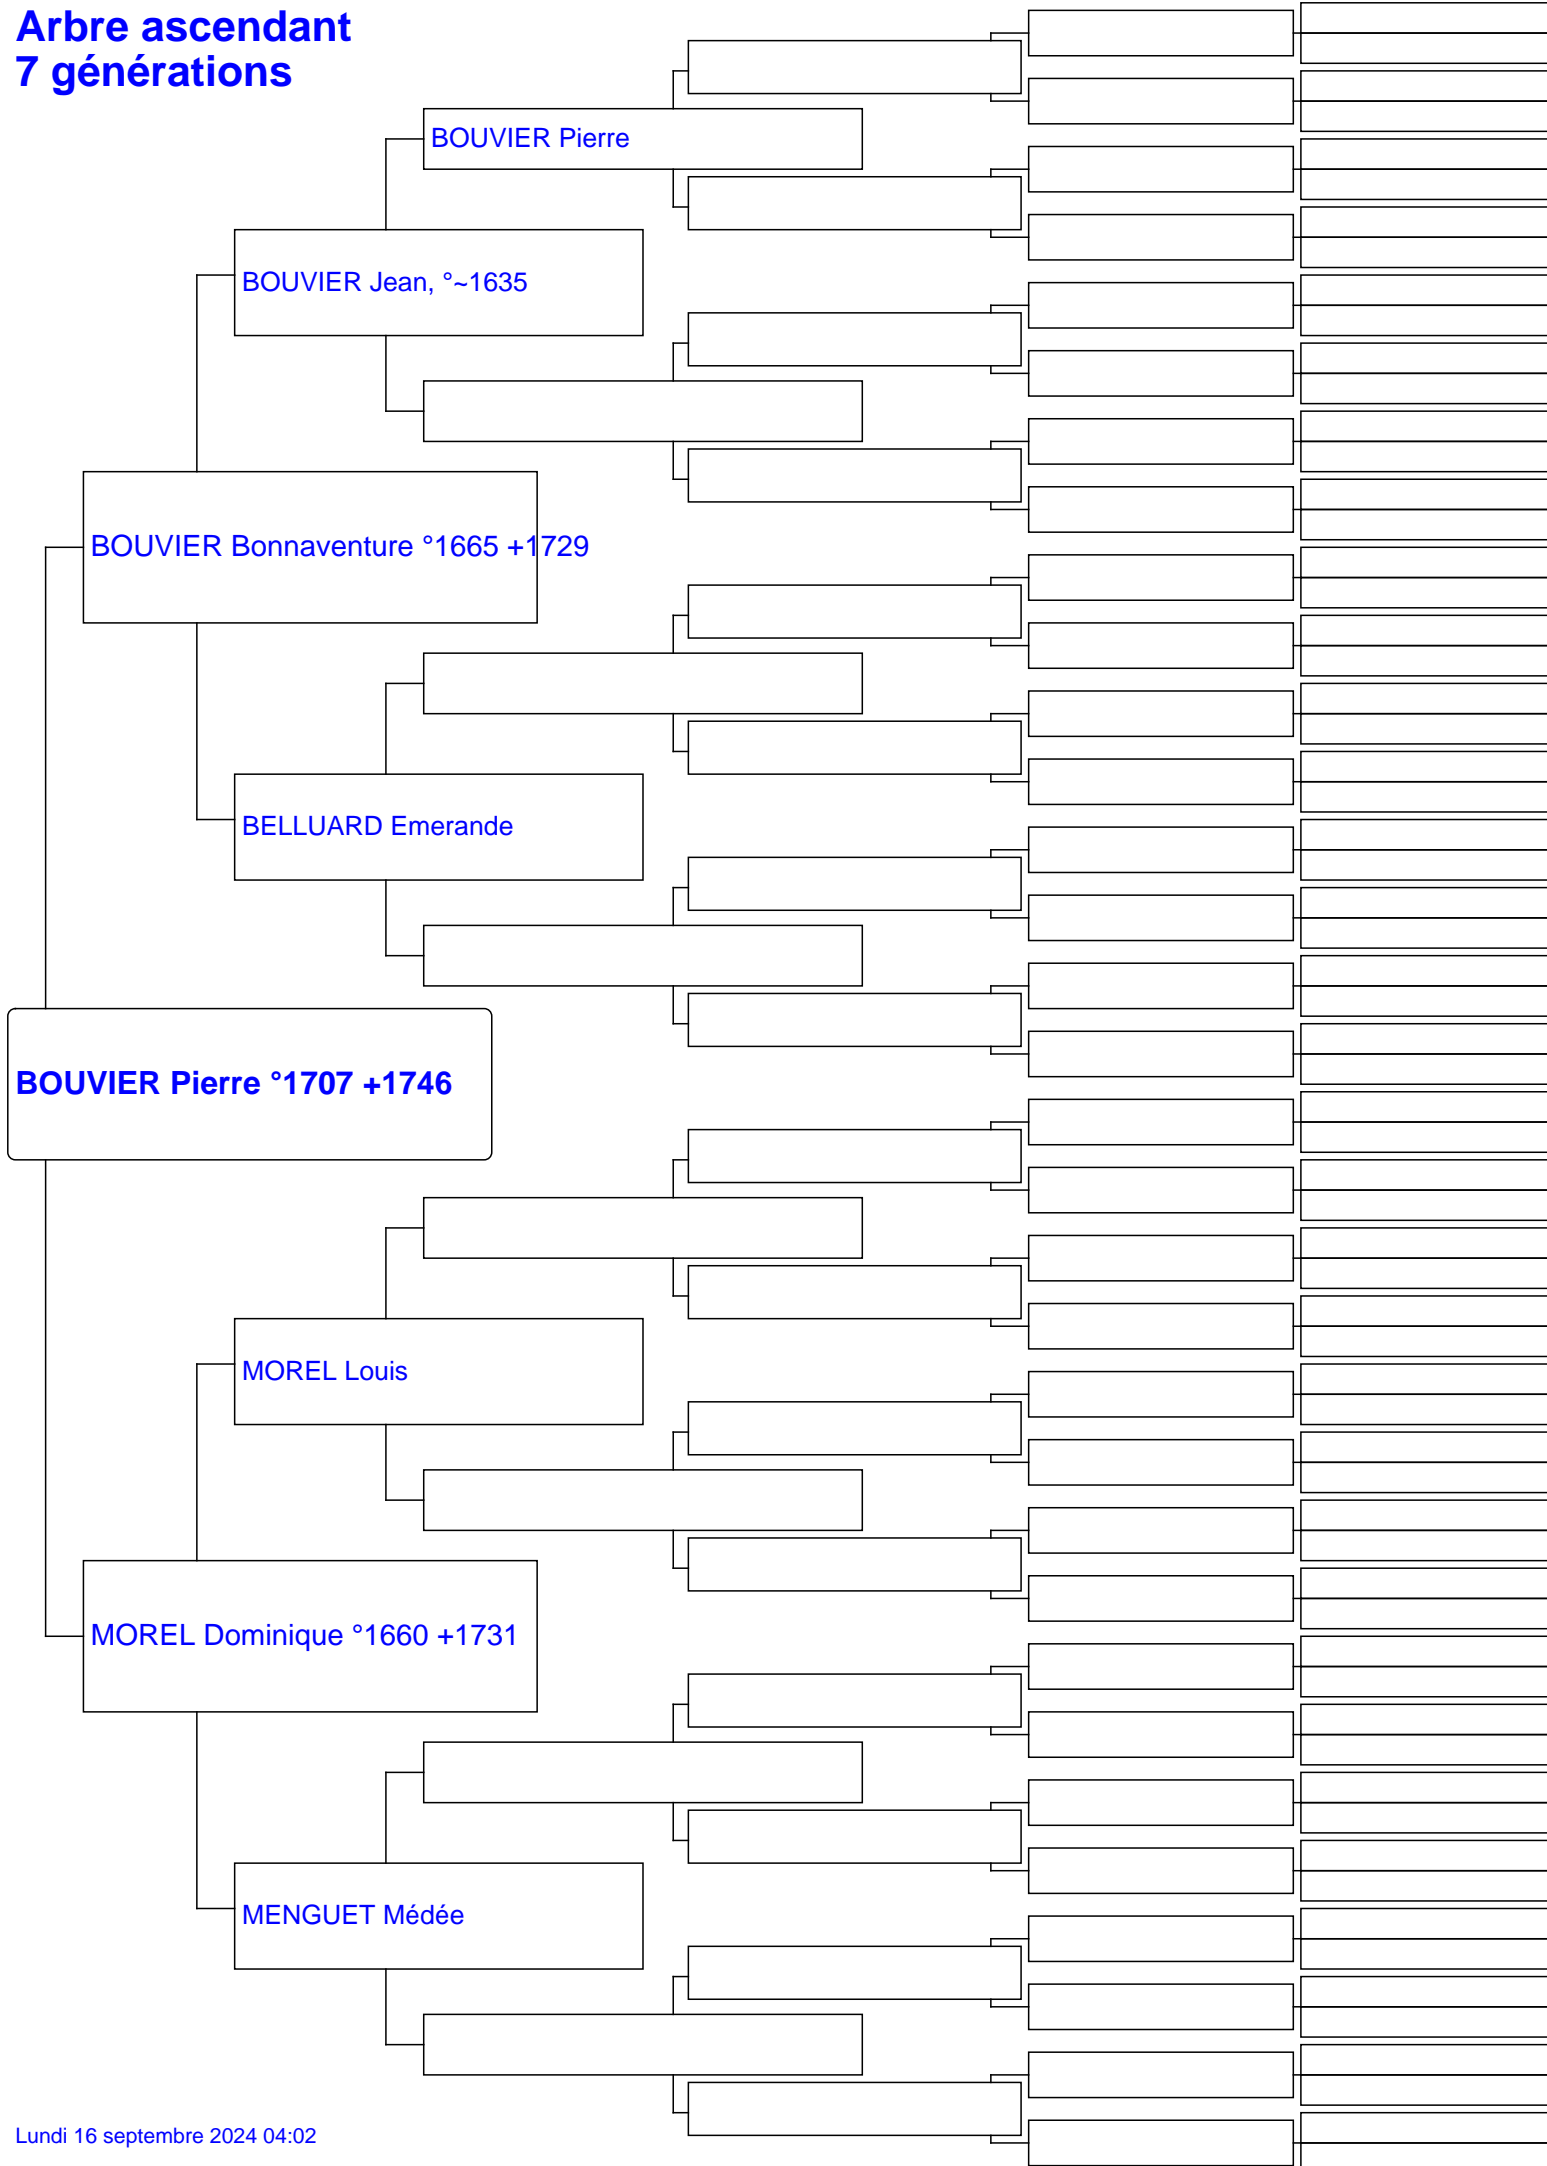 Arbre ascendant
7 générations
BOUVIER Pierre
BOUVIER Jean, °~1635
BOUVIER Bonnaventure °1665 +1729
BELLUARD Emerande
BOUVIER Pierre °1707 +1746
MOREL Louis
MOREL Dominique °1660 +1731
MENGUET Médée
Lundi 16 septembre 2024 04:02